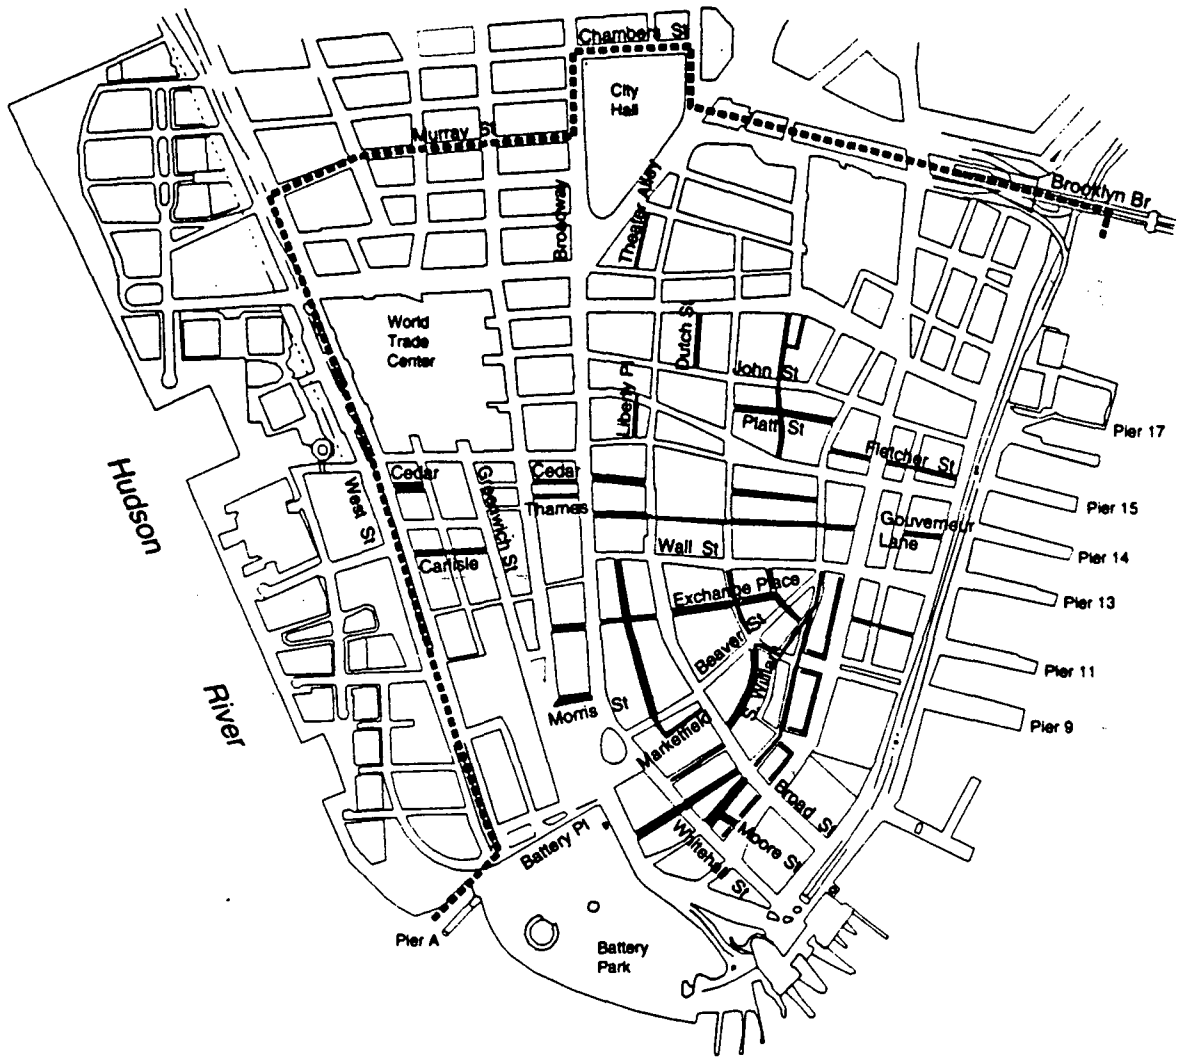 Chambers St
City
Hall
Murray St
Broadway
Theater Alley
Brooklyn Br
World
Trade
Center
Dutch St
John St
Liberty Pl
Platt St
Pier 17
Fletcher St
Hudson
River
West St
Cedar
Greenwich St
Cedar
Thames
Pier 15
Gouverneur
Lane
Wall St
Pier 14
Carlisle
Exchange Place
Pier 13
Beaver St
S. William
Pier 11
Morris St
Marketfield
Pier 9
Broad St
Moore St
Whitehall St
Battery Pl
Pier A
Battery
Park